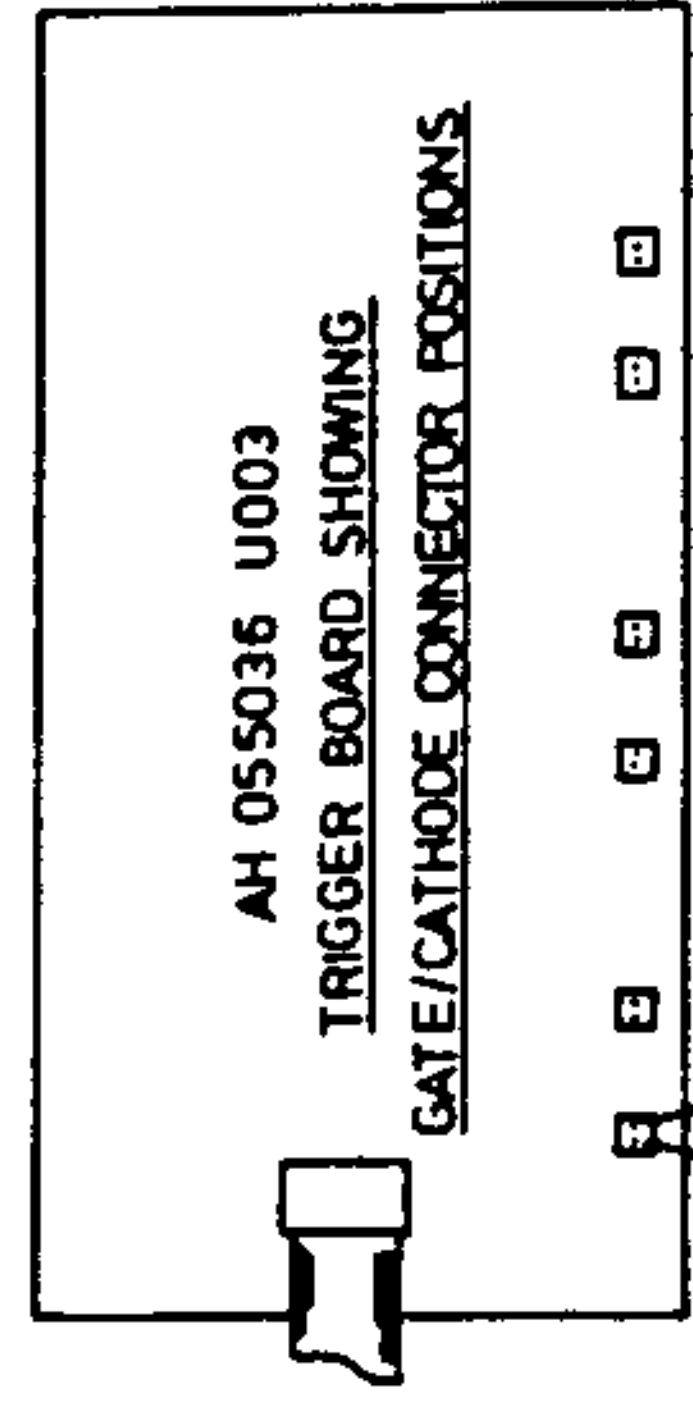 AH 055036 U003
TRIGGER BOARD SHOWING
GATE/CATHODE CONNECTOR POSITIONS